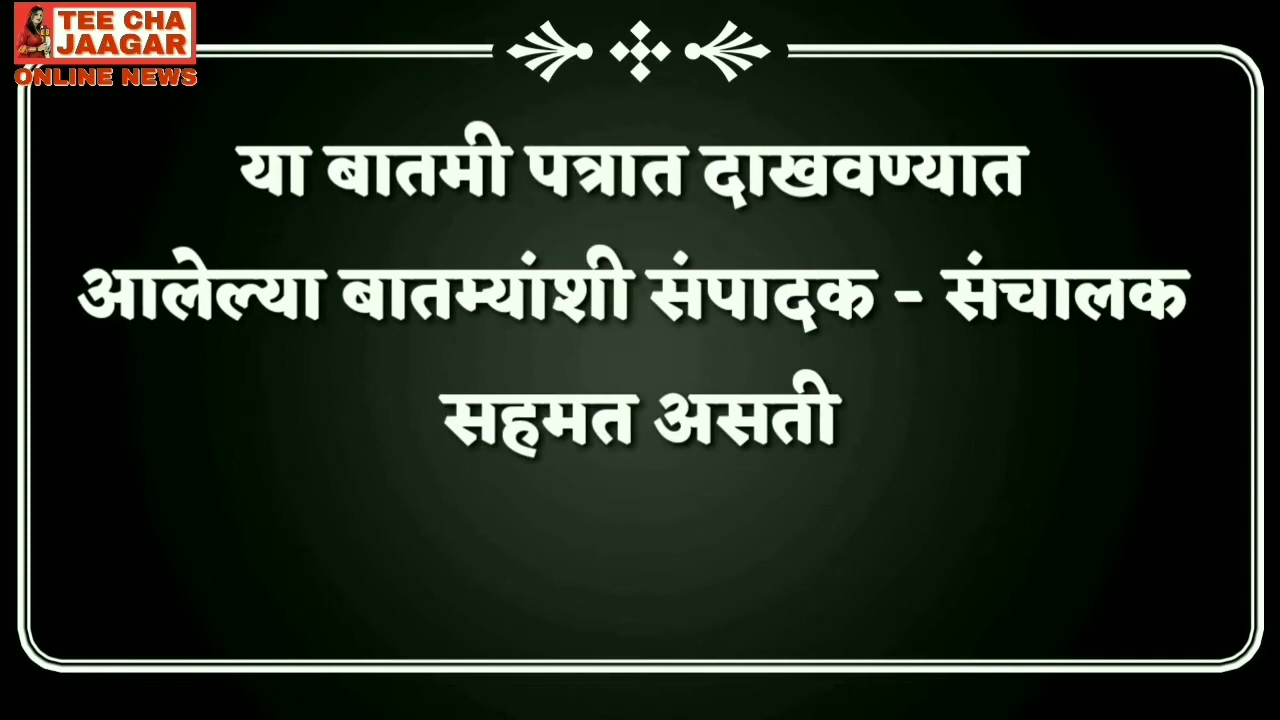 TEE CHA
JAAGAR
ONLINE NEWS
या बातमी पत्रात दाखवण्यात
आलेल्या बातम्यांशी संपादक - संचालक
सहमत असती